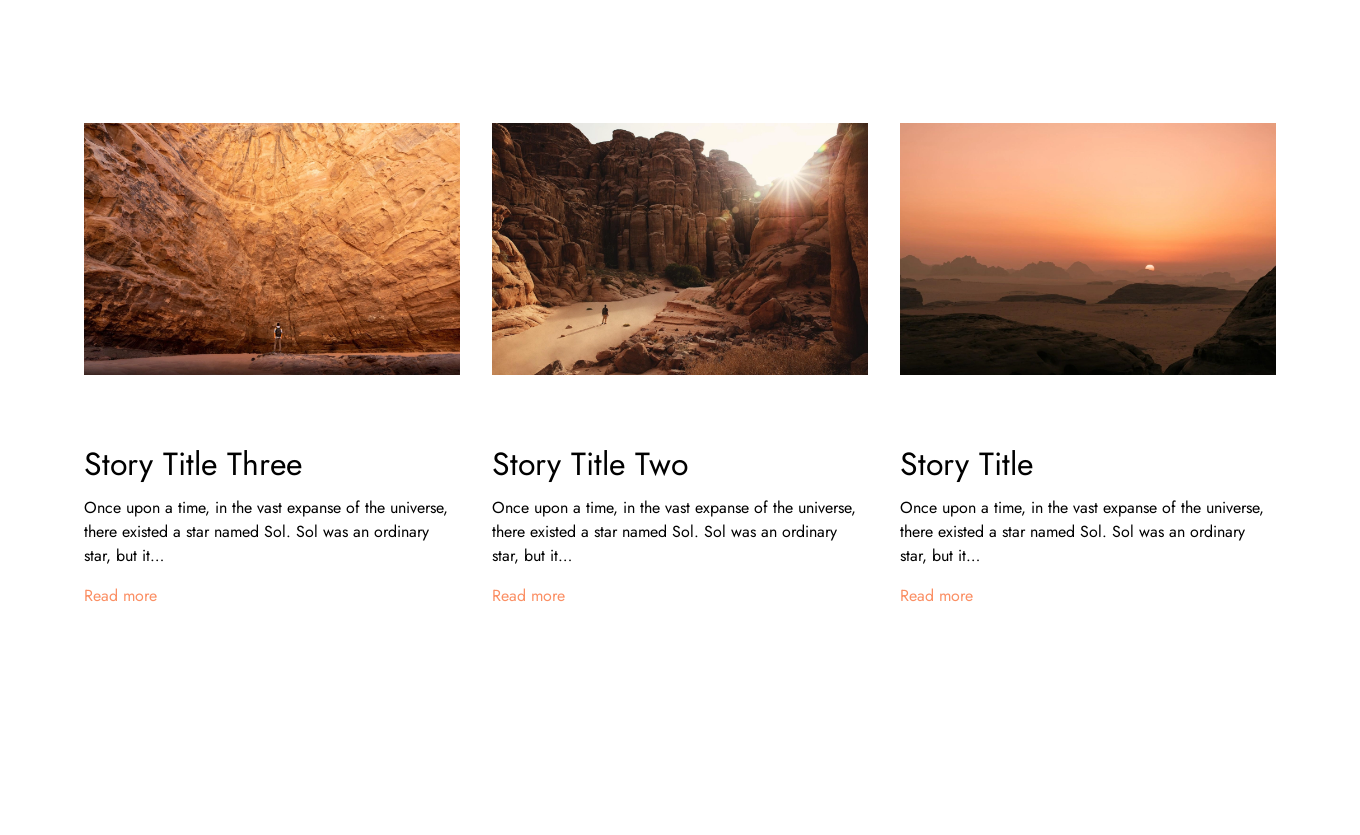 Story Title Three
Once upon a time, in the vast expanse of the universe,
there existed a star named Sol. Sol was an ordinary
star, but it…
Read more
Story Title Two
Once upon a time, in the vast expanse of the universe,
there existed a star named Sol. Sol was an ordinary
star, but it…
Read more
Story Title
Once upon a time, in the vast expanse of the universe,
there existed a star named Sol. Sol was an ordinary
star, but it…
Read more